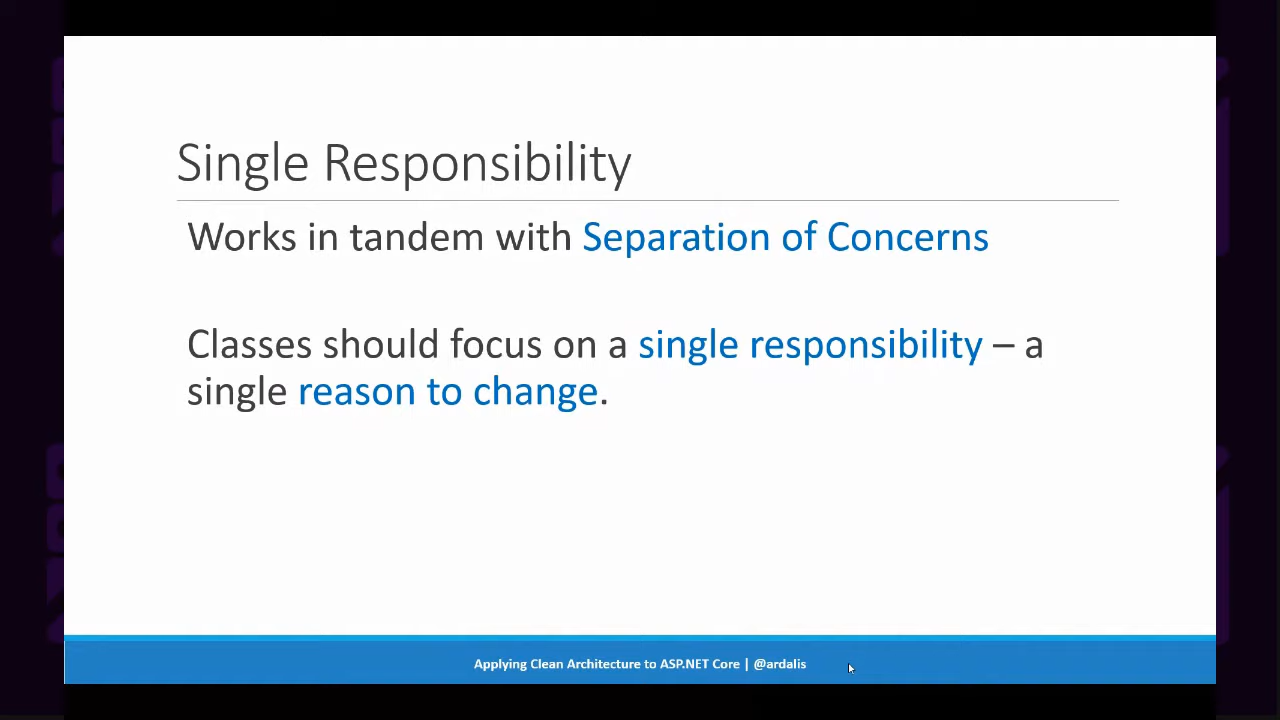 Single Responsibility
Works in tandem with Separation of Concerns
Classes should focus on a single responsibility – a
single reason to change.
Applying Clean Architecture to ASP.NET Core | @ardalis